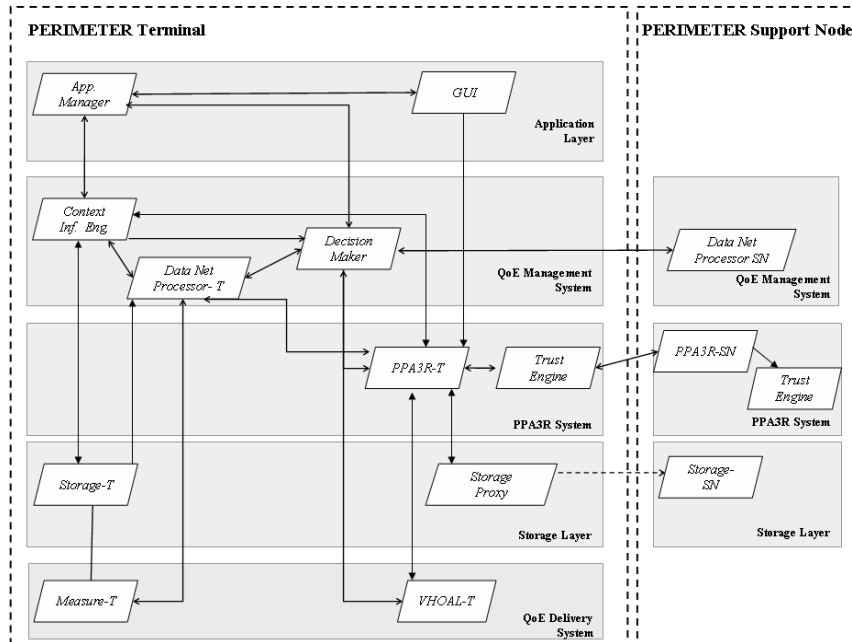 PERIMETER Terminal
PERIMETER Support Node
App.
Manager
GUI
Application
Layer
Context
Inf. Eng.
Decision
Maker
Data Net
Processor- T
QoE Management
System
Data Net
Processor SN
QoE Management
System
PPA3R-T
Trust
Engine
PPA3R System
PPA3R-SN
Trust
Engine
PPA3R System
Storage-T
Storage
Proxy
Storage Layer
Storage-
SN
Storage Layer
Measure-T
VHOAL-T
QoE Delivery
System